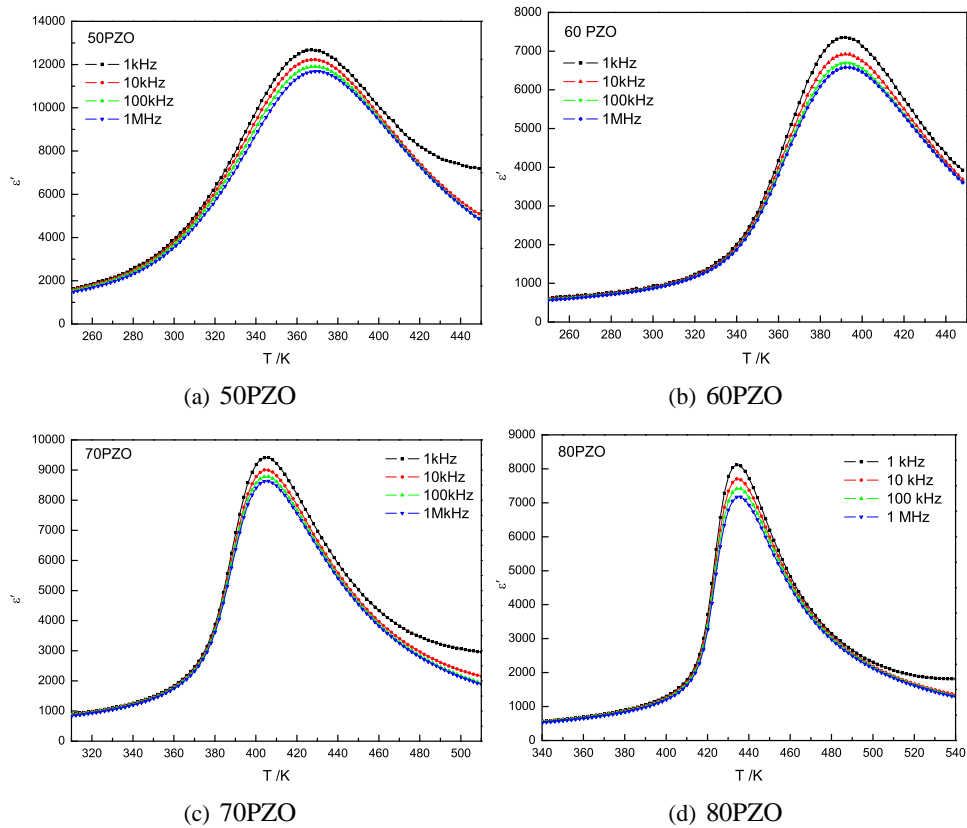 50PZO
1kHz
10kHz
100kHz
1MHz
14000
12000
10000
8000
6000
4000
2000
0
ε′
260 280 300 320 340 360 380 400 420 440
T /K
(a) 50PZO
60 PZO
1kHz
10kHz
100kHz
1MHz
8000
7000
6000
5000
4000
3000
2000
1000
0
ε′
260 280 300 320 340 360 380 400 420 440
T /K
(b) 60PZO
70PZO
1kHz
10kHz
100kHz
1MkHz
10000
9000
8000
7000
6000
5000
4000
3000
2000
1000
0
ε′
320 340 360 380 400 420 440 460 480 500
T /K
(c) 70PZO
80PZO
1 kHz
10 kHz
100 kHz
1 MHz
9000
8000
7000
6000
5000
4000
3000
2000
1000
0
ε′
340 360 380 400 420 440 460 480 500 520 540
T /K
(d) 80PZO